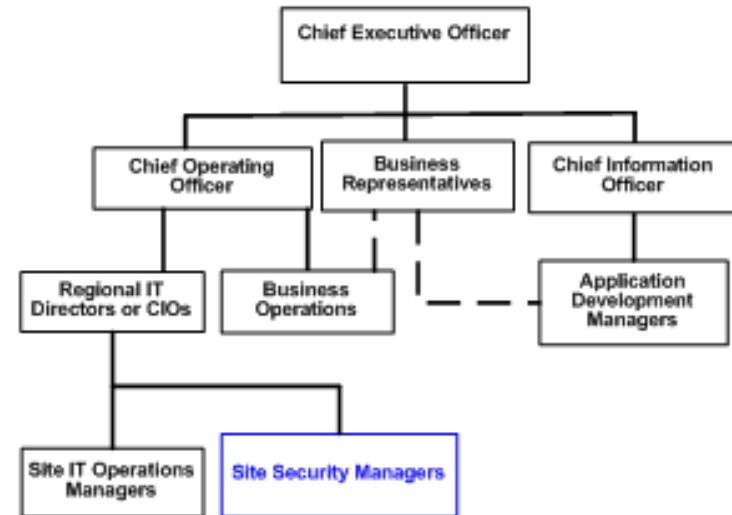 Chief Executive Officer
Chief Operating
Officer
Business
Representatives
Chief Information
Officer
Regional IT
Directors or CIOs
Business
Operations
Application
Development
Managers
Site IT Operations
Managers
Site Security Managers